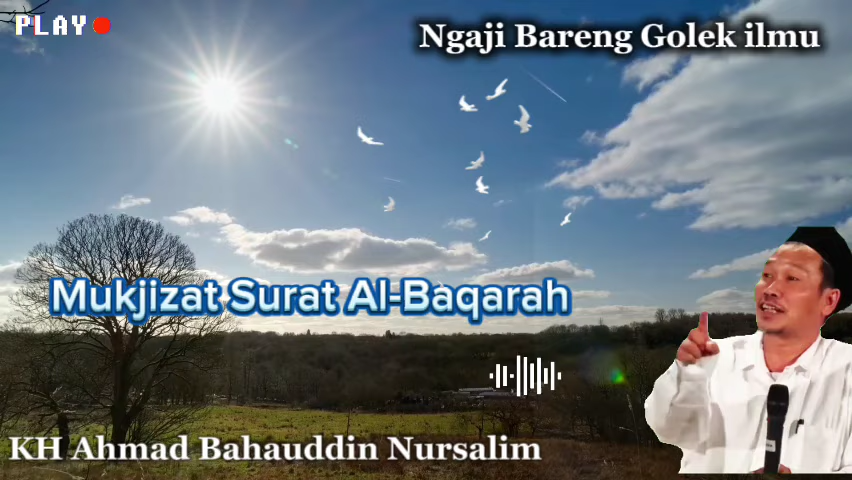 PLAY
Ngaji Bareng Golek ilmu
Mukjizat Surat Al-Baqarah
KH Ahmad Bahauddin Nursalim